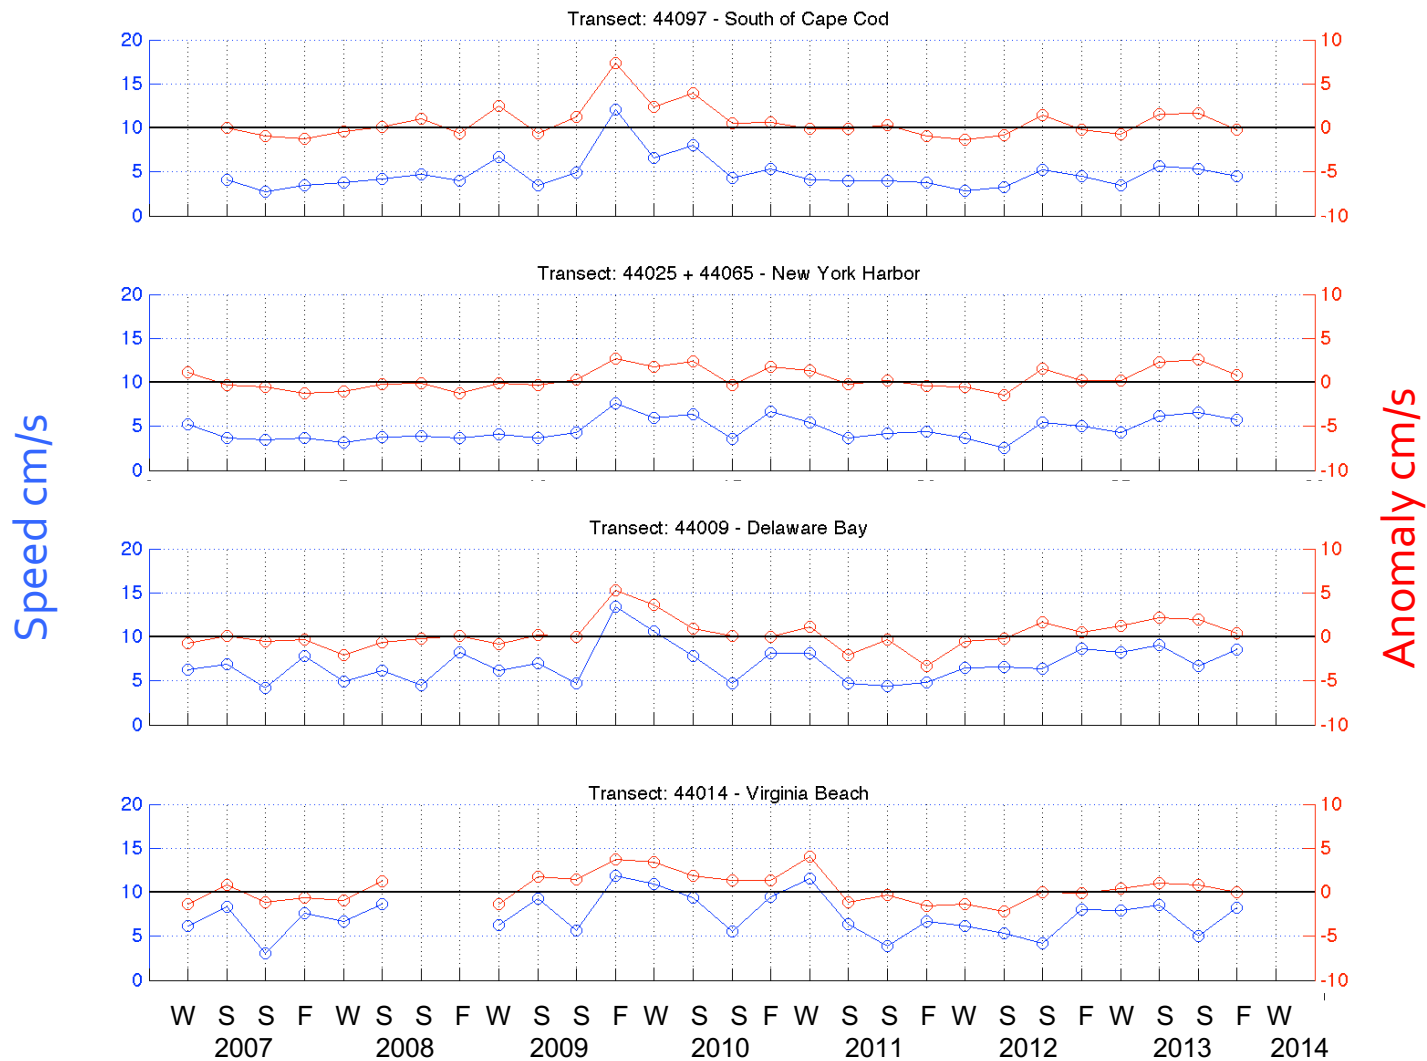 Transect: 44097 - South of Cape Cod
20 10
15 5
10 0
5 -5
0 -10
Transect: 44025 + 44065 - New York Harbor
20 10
15 5
10 0
5 -5
0 -10
Transect: 44009 - Delaware Bay
20 10
15 5
10 0
5 -5
0 -10
Transect: 44014 - Virginia Beach
20 10
15 5
10 0
5 -5
0 -10
Speed cm/s
Anomaly cm/s
W S S F W S S F W S S F W S S F W S S F W S S F W S S F W
2007 2008 2009 2010 2011 2012 2013 2014